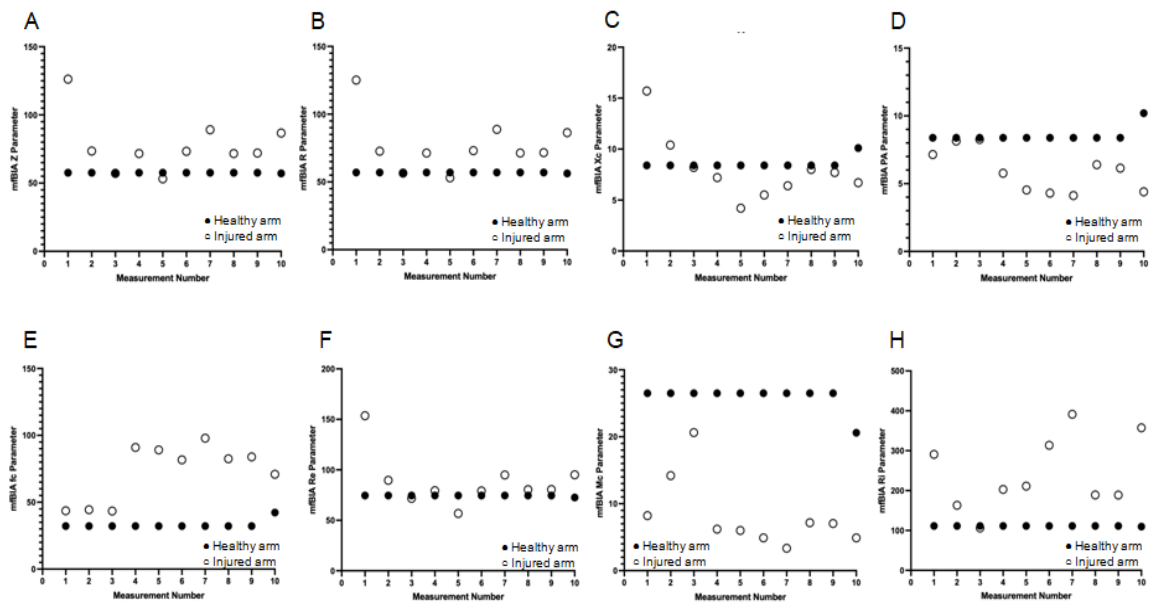 A
mfBIA Z Parameter
150
100
50
0
0 1 2 3 4 5 6 7 8 9 10
Measurement Number
Healthy arm
Injured arm
B
mfBIA R Parameter
150
100
50
0
0 1 2 3 4 5 6 7 8 9 10
Measurement Number
Healthy arm
Injured arm
C
mfBIA Xc Parameter
20
15
10
5
0
0 1 2 3 4 5 6 7 8 9 10
Measurement Number
Healthy arm
Injured arm
D
mfBIA PA Parameter
15
10
5
0
0 1 2 3 4 5 6 7 8 9 10
Measurement Number
Healthy arm
Injured arm
E
mfBIA fc Parameter
150
100
50
0
0 1 2 3 4 5 6 7 8 9 10
Measurement Number
Healthy arm
Injured arm
F
mfBIA Re Parameter
200
150
100
50
0
0 1 2 3 4 5 6 7 8 9 10
Measurement Number
Healthy arm
Injured arm
G
mfBIA Mc Parameter
30
20
10
0
0 1 2 3 4 5 6 7 8 9 10
Measurement Number
Healthy arm
Injured arm
H
mfBIA Ri Parameter
500
400
300
200
100
0
0 1 2 3 4 5 6 7 8 9 10
Measurement Number
Healthy arm
Injured arm